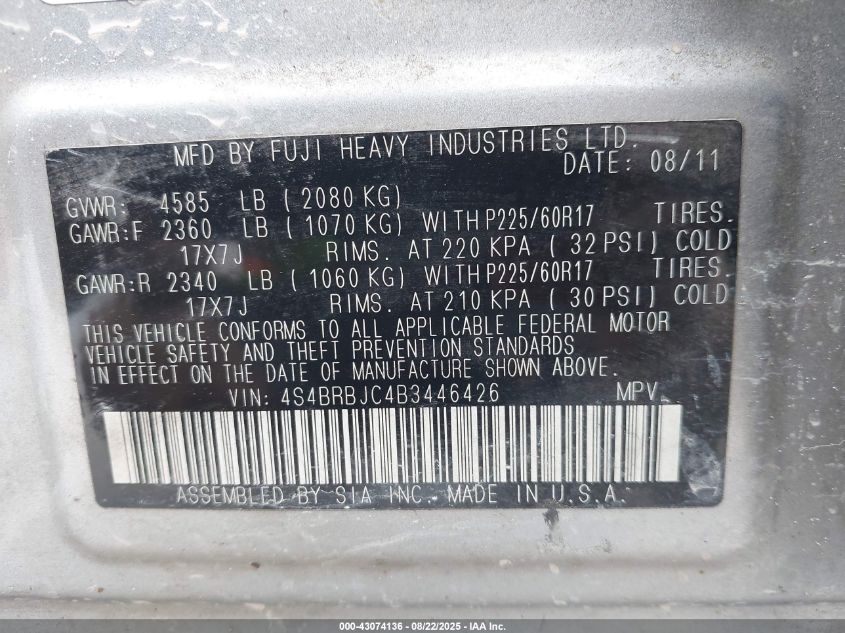 MFD BY FUJI HEAVY INDUSTRIES LTD.
DATE: 08/11
GVWR: 4585 LB ( 2080 KG)
GAWR:F 2360 LB ( 1070 KG) WITH P225/60R17 TIRES.
17X7J RIMS. AT 220 KPA ( 32 PSI) COLD
GAWR:R 2340 LB ( 1060 KG) WITH P225/60R17 TIRES.
17X7J RIMS. AT 210 KPA ( 30 PSI) COLD
THIS VEHICLE CONFORMS TO ALL APPLICABLE FEDERAL MOTOR
VEHICLE SAFETY AND THEFT PREVENTION STANDARDS
IN EFFECT ON THE DATE OF MANUFACTURE SHOWN ABOVE.
VIN: 4S4BRBJC4B3446426 MPV
ASSEMBLED BY SIA INC. MADE IN U.S.A.
000-43074136 - 08/22/2025 - IAA Inc.